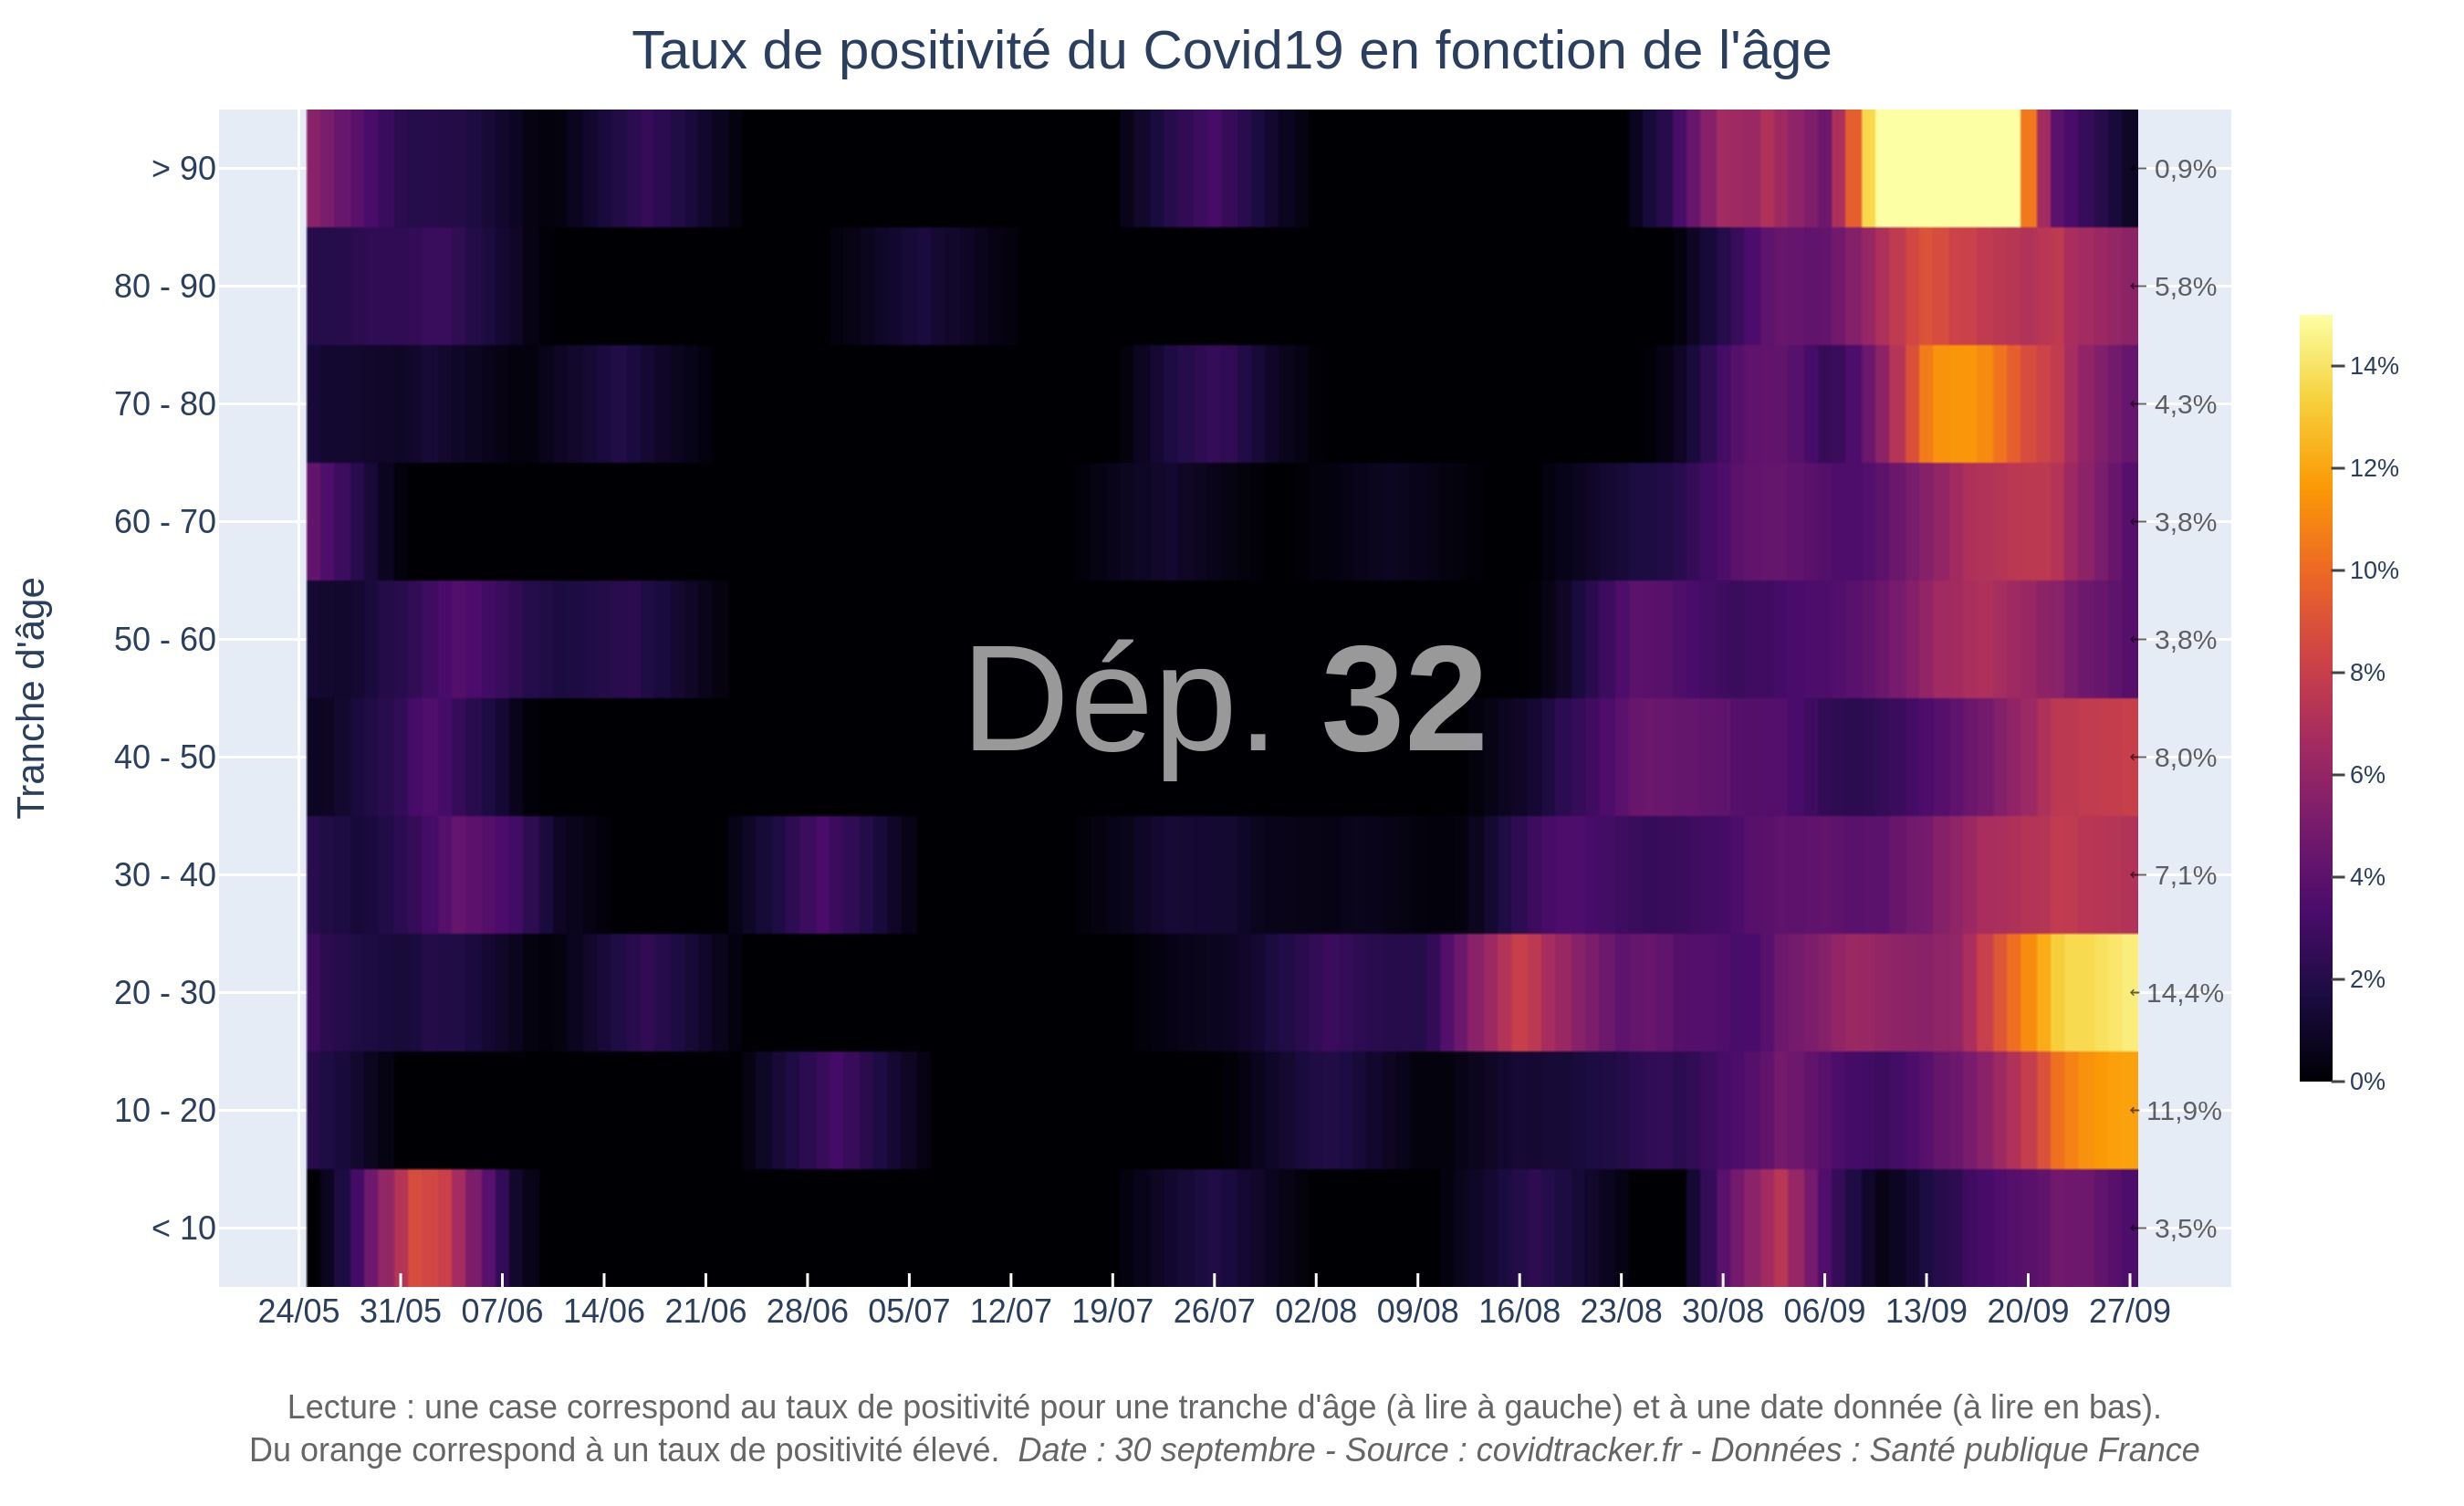 Taux de positivité du Covid19 en fonction de l'âge
Tranche d'âge
> 90
80 - 90
70 - 80
60 - 70
50 - 60
40 - 50
30 - 40
20 - 30
10 - 20
< 10
Dép. 32
0,9%
5,8%
4,3%
3,8%
3,8%
8,0%
7,1%
14,4%
11,9%
3,5%
14%
12%
10%
8%
6%
4%
2%
0%
24/05 31/05 07/06 14/06 21/06 28/06 05/07 12/07 19/07 26/07 02/08 09/08 16/08 23/08 30/08 06/09 13/09 20/09 27/09
Lecture : une case correspond au taux de positivité pour une tranche d'âge (à lire à gauche) et à une date donnée (à lire en bas).
Du orange correspond à un taux de positivité élevé. Date : 30 septembre - Source : covidtracker.fr - Données : Santé publique France